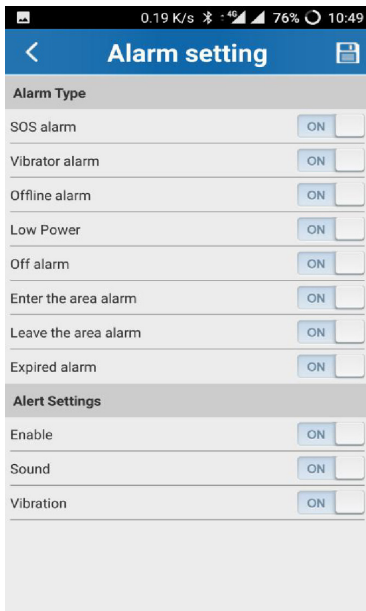 0.19 K/s 4G 76% 10:49
Alarm setting
Alarm Type
SOS alarm ON
Vibrator alarm ON
Offline alarm ON
Low Power ON
Off alarm ON
Enter the area alarm ON
Leave the area alarm ON
Expired alarm ON
Alert Settings
Enable ON
Sound ON
Vibration ON